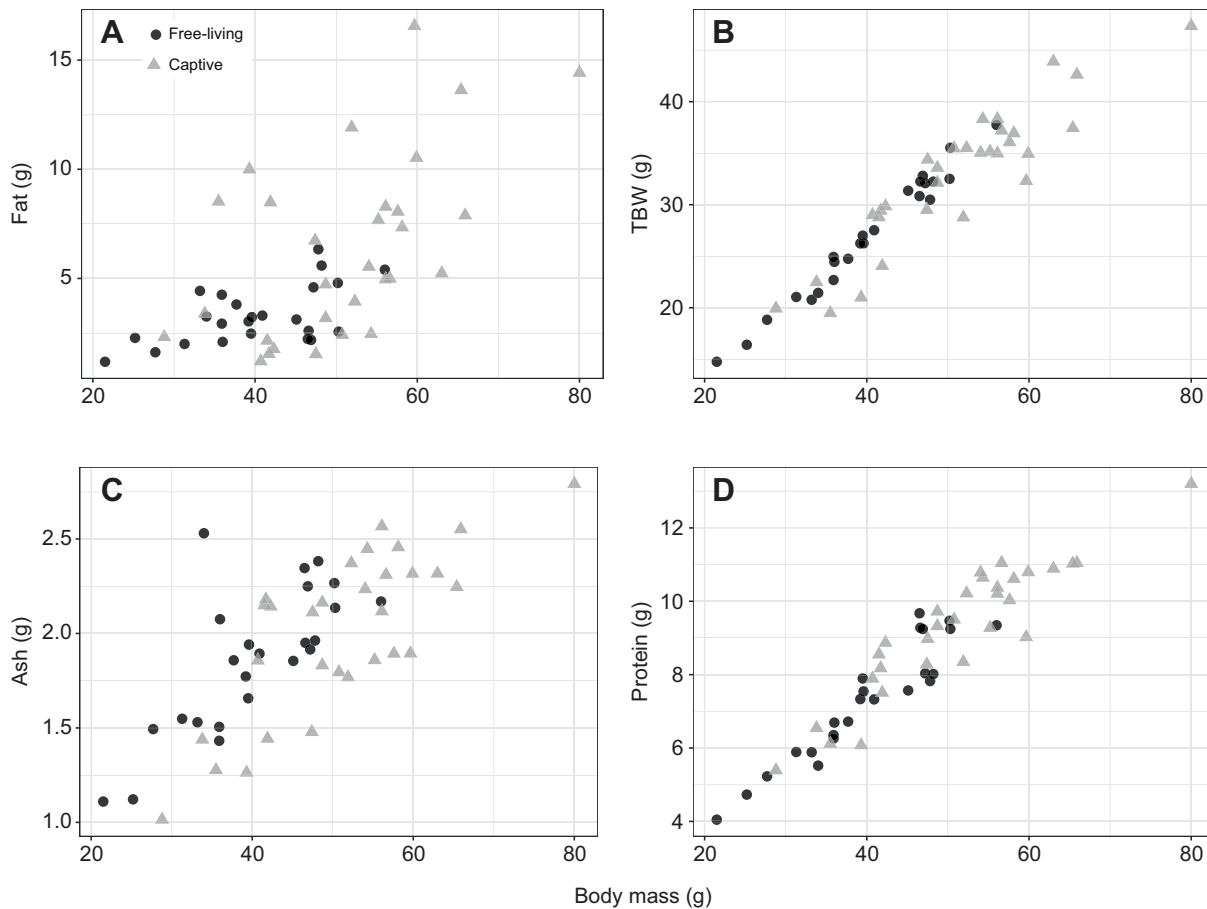 A
Free-living
Captive
Fat (g)
15
10
5
20 40 60 80
B
TBW (g)
40
30
20
20 40 60 80
C
Ash (g)
2.5
2.0
1.5
1.0
20 40 60 80
D
Protein (g)
12
10
8
6
4
20 40 60 80
Body mass (g)